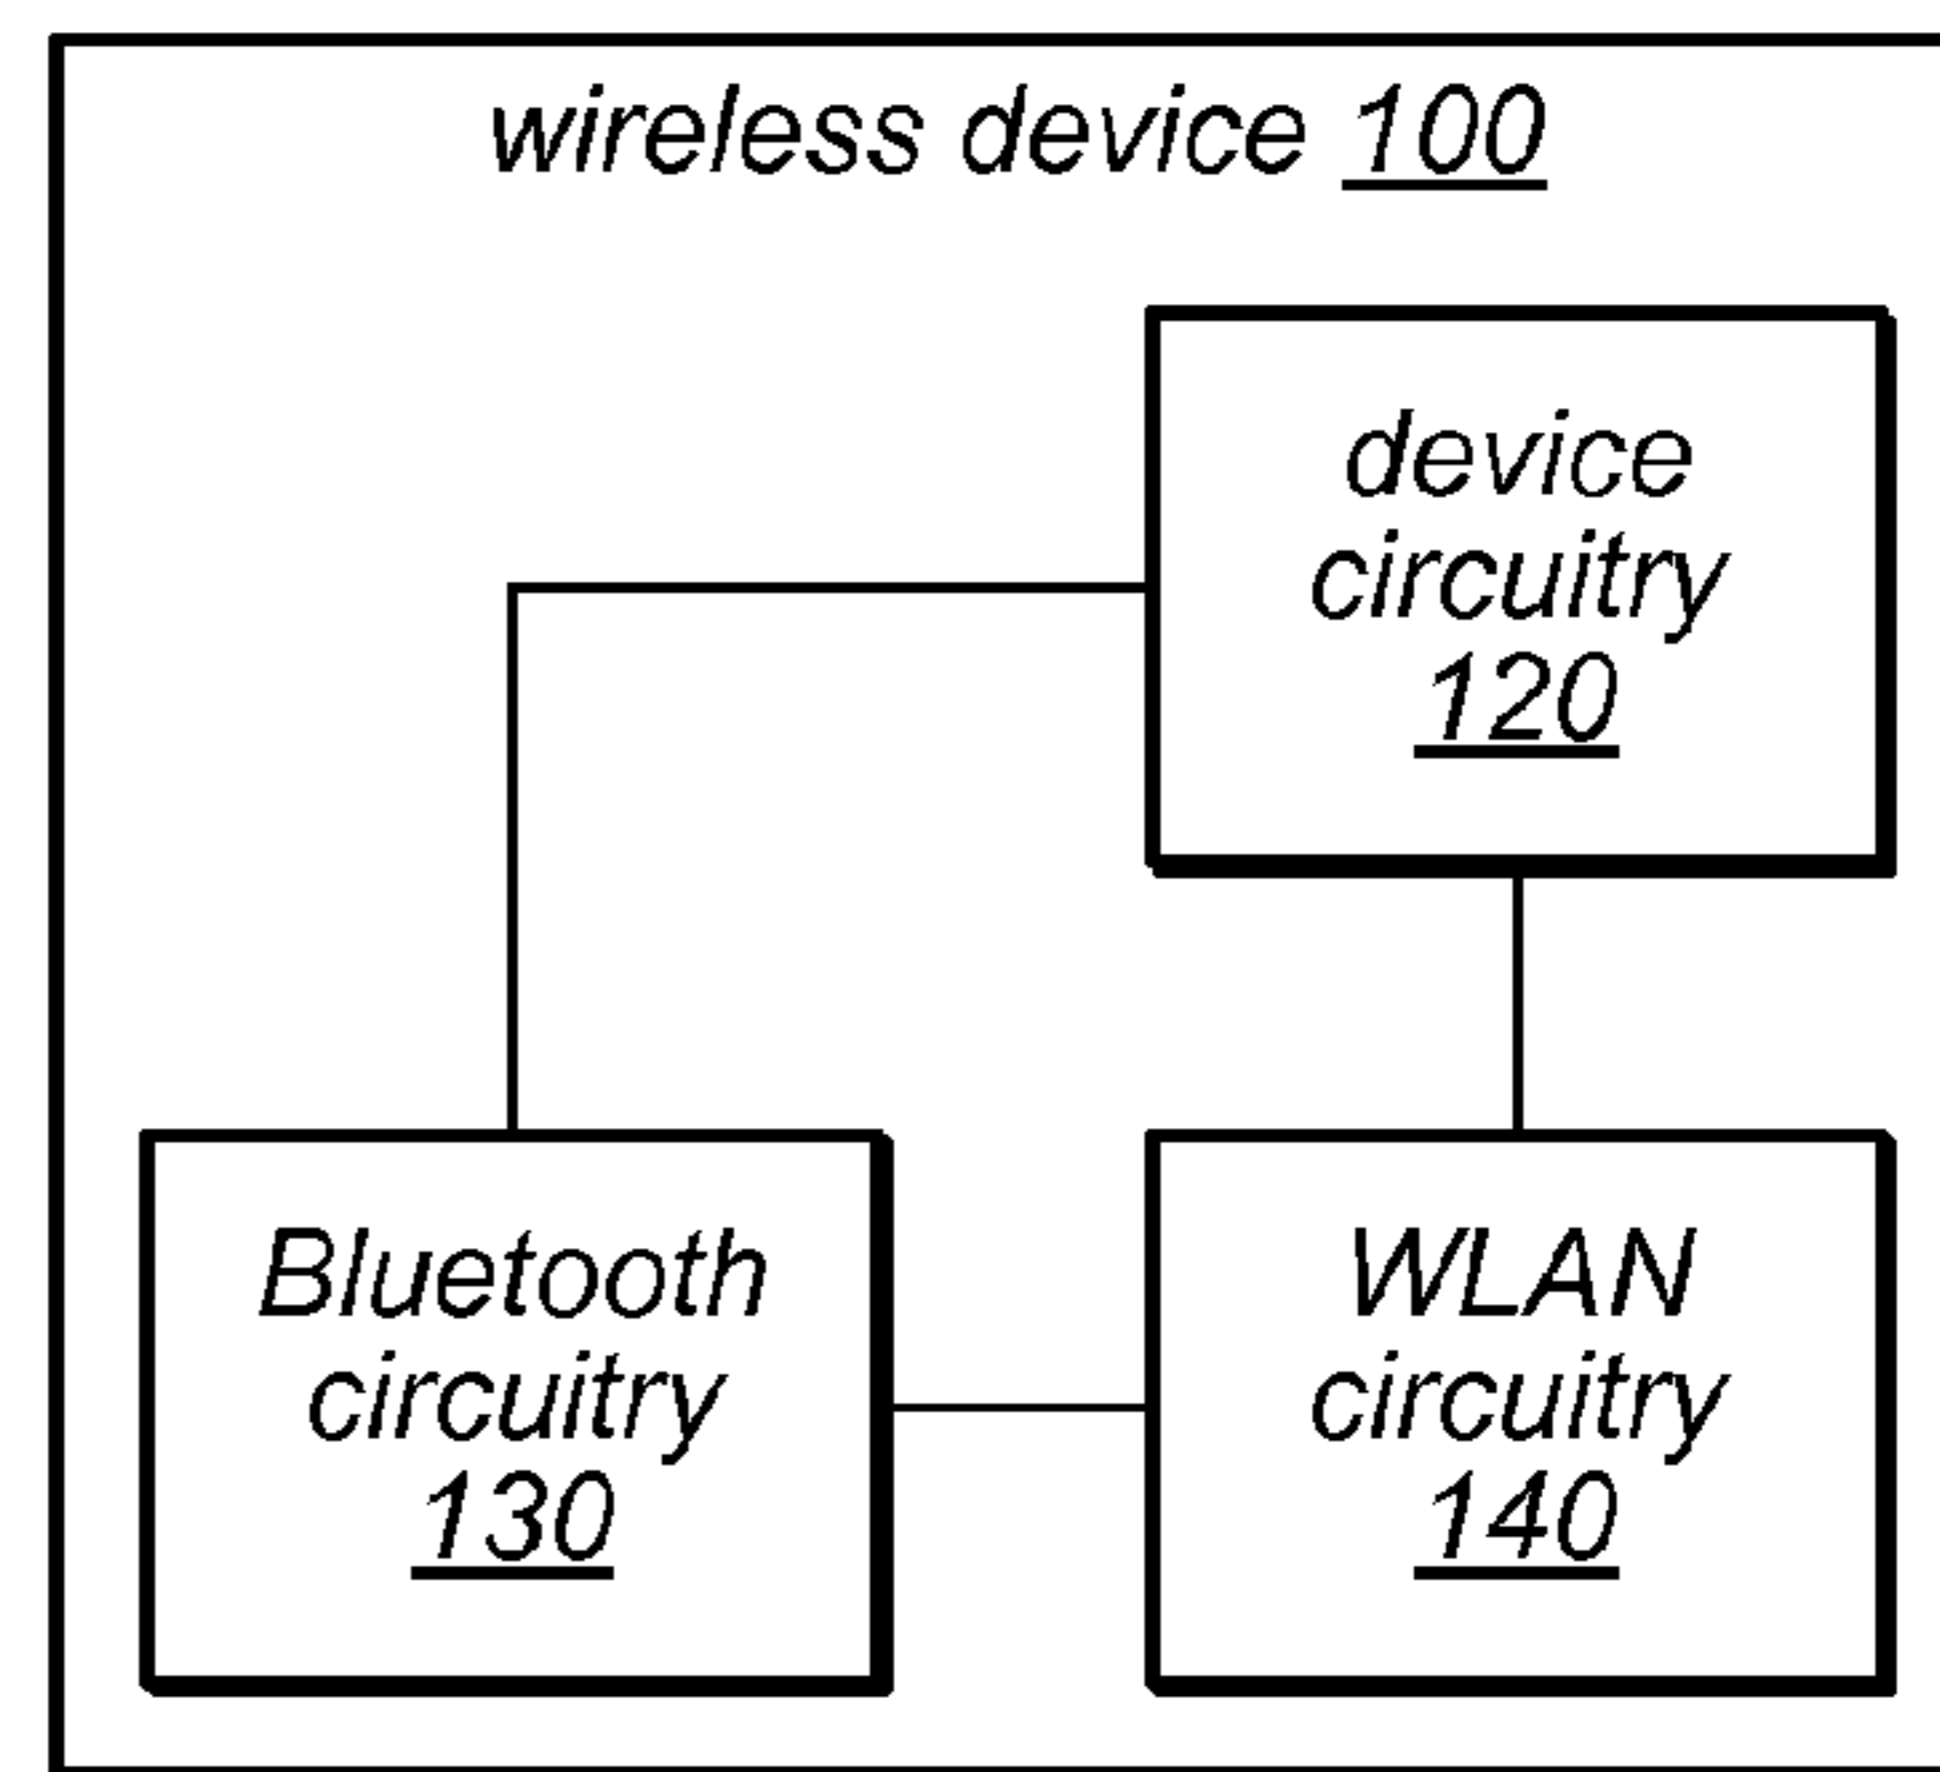 wireless device 100
device
circuitry
120
Bluetooth
circuitry
130
WLAN
circuitry
140